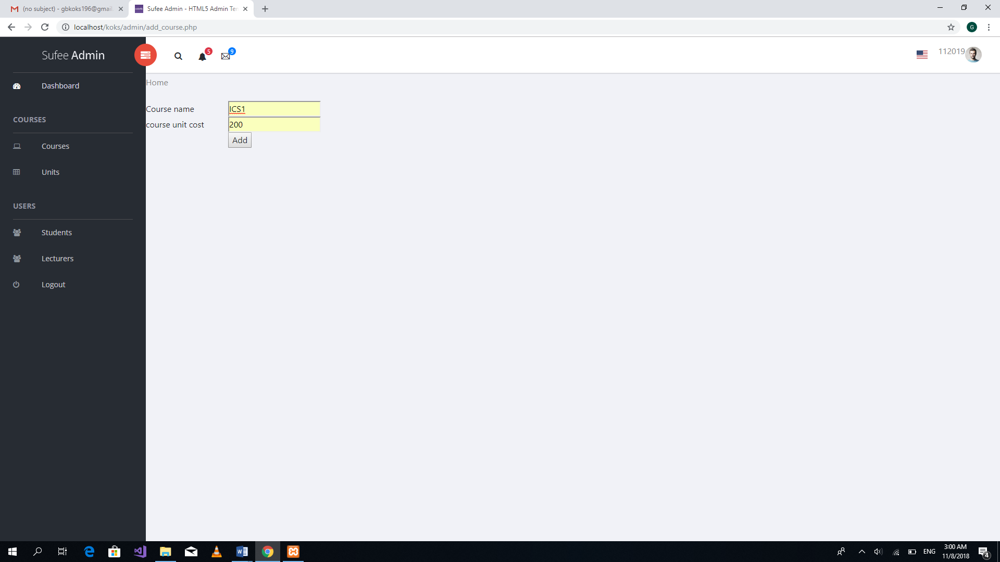 (no subject) - gbkoks196@gmail.
Sufee Admin - HTML5 Admin Ten
localhost/koks/admin/add_course.php
G
Sufee Admin
5
9
112019
Dashboard
Home
Course name
ICS1
course unit cost
200
Add
COURSES
Courses
Units
USERS
Students
Lecturers
Logout
ENG
3:00 AM
11/8/2018
4